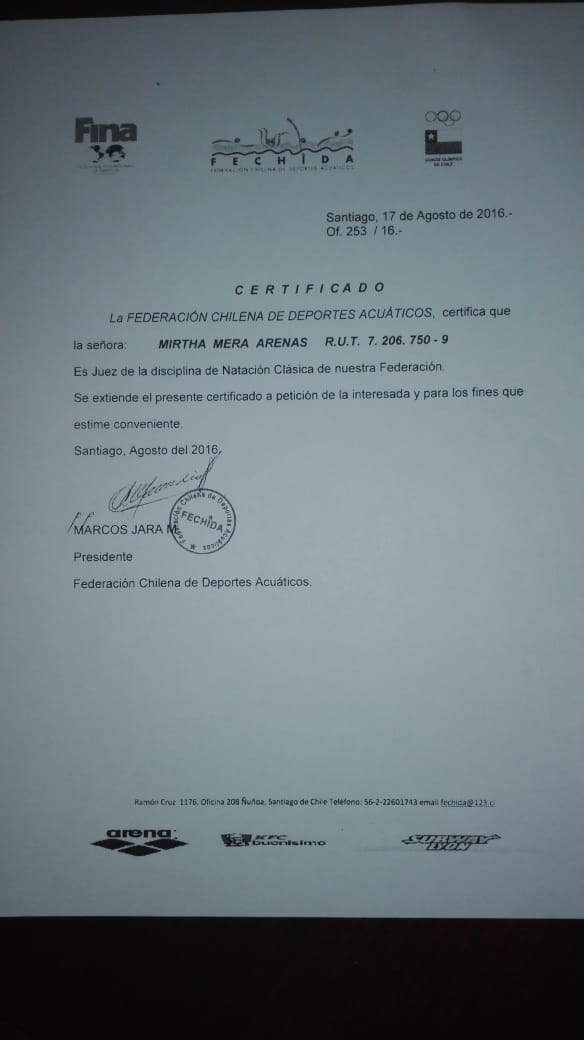 Fina
FECHIDA
FEDERACIÓN CHILENA DE DEPORTES ACUÁTICOS
COMITÉ OLÍMPICO
DE CHILE
Santiago, 17 de Agosto de 2016.-
Of. 253 / 16.-
CERTIFICADO
La FEDERACIÓN CHILENA DE DEPORTES ACUÁTICOS, certifica que
la señora: MIRTHA MERA ARENAS R.U.T. 7. 206. 750 - 9
Es Juez de la disciplina de Natación Clásica de nuestra Federación.
Se extiende el presente certificado a petición de la interesada y para los fines que
estime conveniente.
Santiago, Agosto del 2016,
Federación Chilena de Deportes Acuáticos
FECHIDA
MARCOS JARA M.
Presidente
Federación Chilena de Deportes Acuáticos.
Ramón Cruz 1176, Oficina 208 Ñuñoa, Santiago de Chile Teléfono: 56-2-22601743 email fechida@123.cl
arena
KFC
buenísimo
SUBWAY
LYON